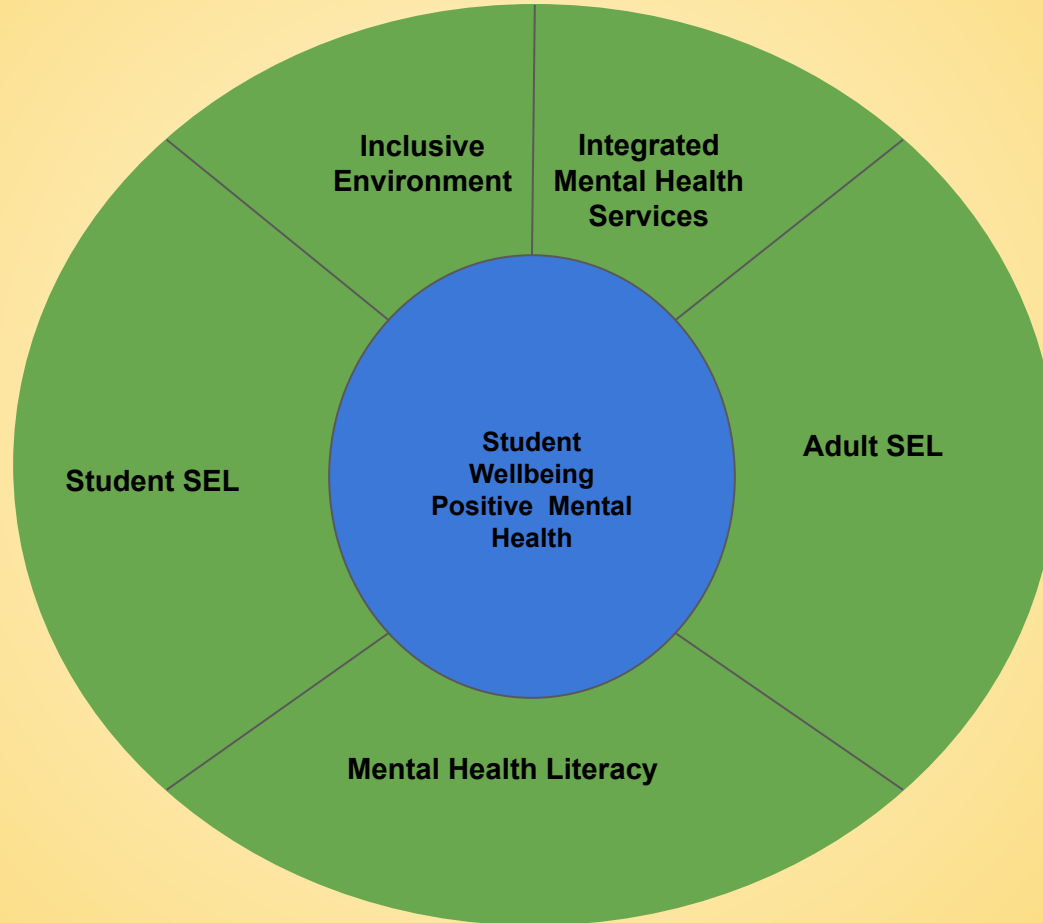 Inclusive
Environment
Integrated
Mental Health
Services
Student SEL
Student
Wellbeing
Positive  Mental
Health
Adult SEL
Mental Health Literacy